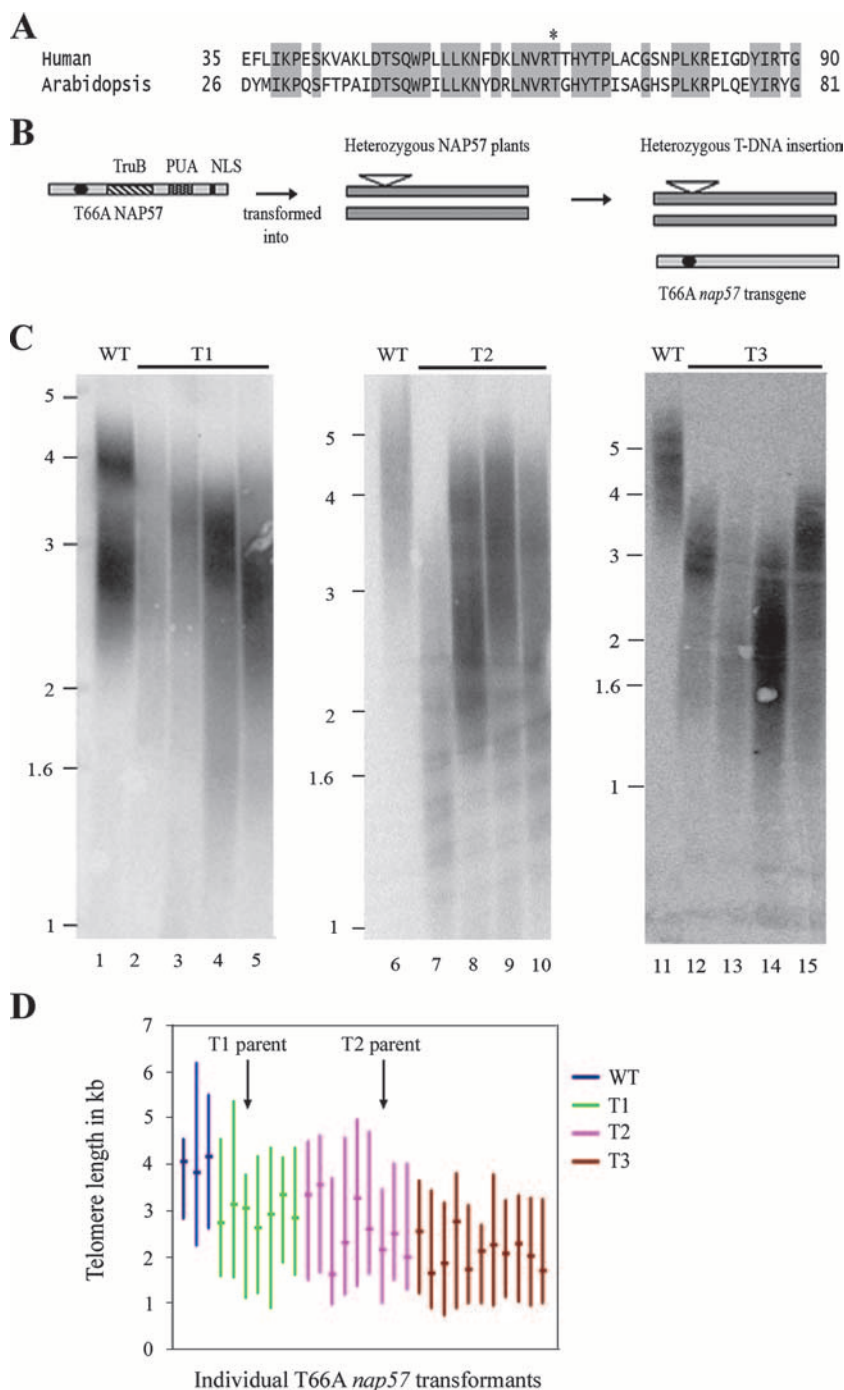 A
*
Human 35 EFLIKPESKVAKLDTSQWPLLLKNFDKLNVRTTHYTPLACGSNPLKREIGDYIRTG 90
Arabidopsis 26 DYMIKPQSFTPAIDTSQWPILLKNYDRLNVRTGHYTPISAGHSPLKRPLQEYIRYG 81
B
TruB PUA NLS
T66A NAP57
transformed
into
Heterozygous NAP57 plants
Heterozygous T-DNA insertion
T66A nap57 transgene
C
WT T1
5
4
3
2
1.6
1
1 2 3 4 5
WT T2
5
4
3
2
1.6
1
6 7 8 9 10
WT T3
5
4
3
2
1.6
1
11 12 13 14 15
D
Telomere length in kb
7
6
5
4
3
2
1
0
T1 parent
T2 parent
WT
T1
T2
T3
Individual T66A nap57 transformants